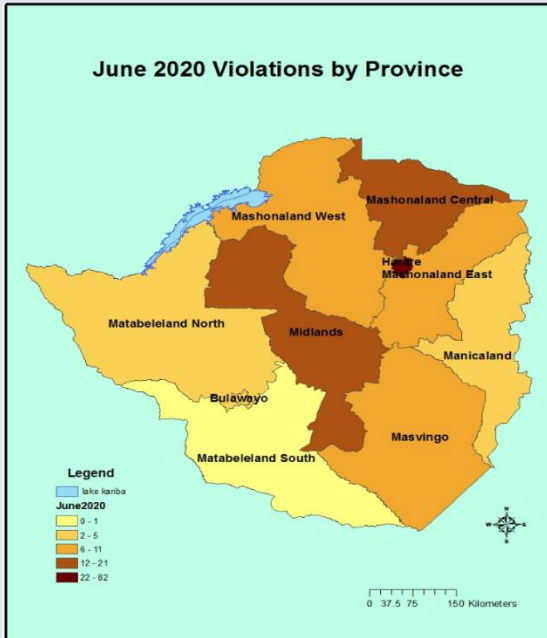 June 2020 Violations by Province
Mashonaland Central
Mashonaland West
Harare
Mashonaland East
Matabeleland North
Midlands
Manicaland
Bulawayo
Masvingo
Matabeleland South
Legend
lake kariba
June2020
0 - 1
2 - 5
6 - 11
12 - 21
22 - 82
N
W E
S
0 37.5 75 150 Kilometers